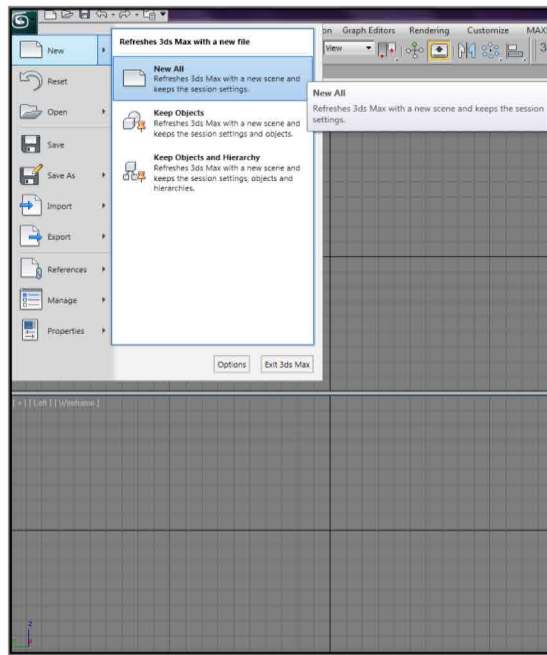 on Graph Editors Rendering Customize MAXS
View
3
New
Reset
Open
Save
Save As
Import
Export
References
Manage
Properties
Refreshes 3ds Max with a new file
New All
Refreshes 3ds Max with a new scene and
keeps the session settings.
Keep Objects
Refreshes 3ds Max with a new scene and
keeps the session settings and objects.
Keep Objects and Hierarchy
Refreshes 3ds Max with a new scene and
keeps the session settings, objects and
hierarchies.
New All
Refreshes 3ds Max with a new scene and keeps the session
settings.
Options Exit 3ds Max
[ + ] [ Left ] [ Wireframe ]
z